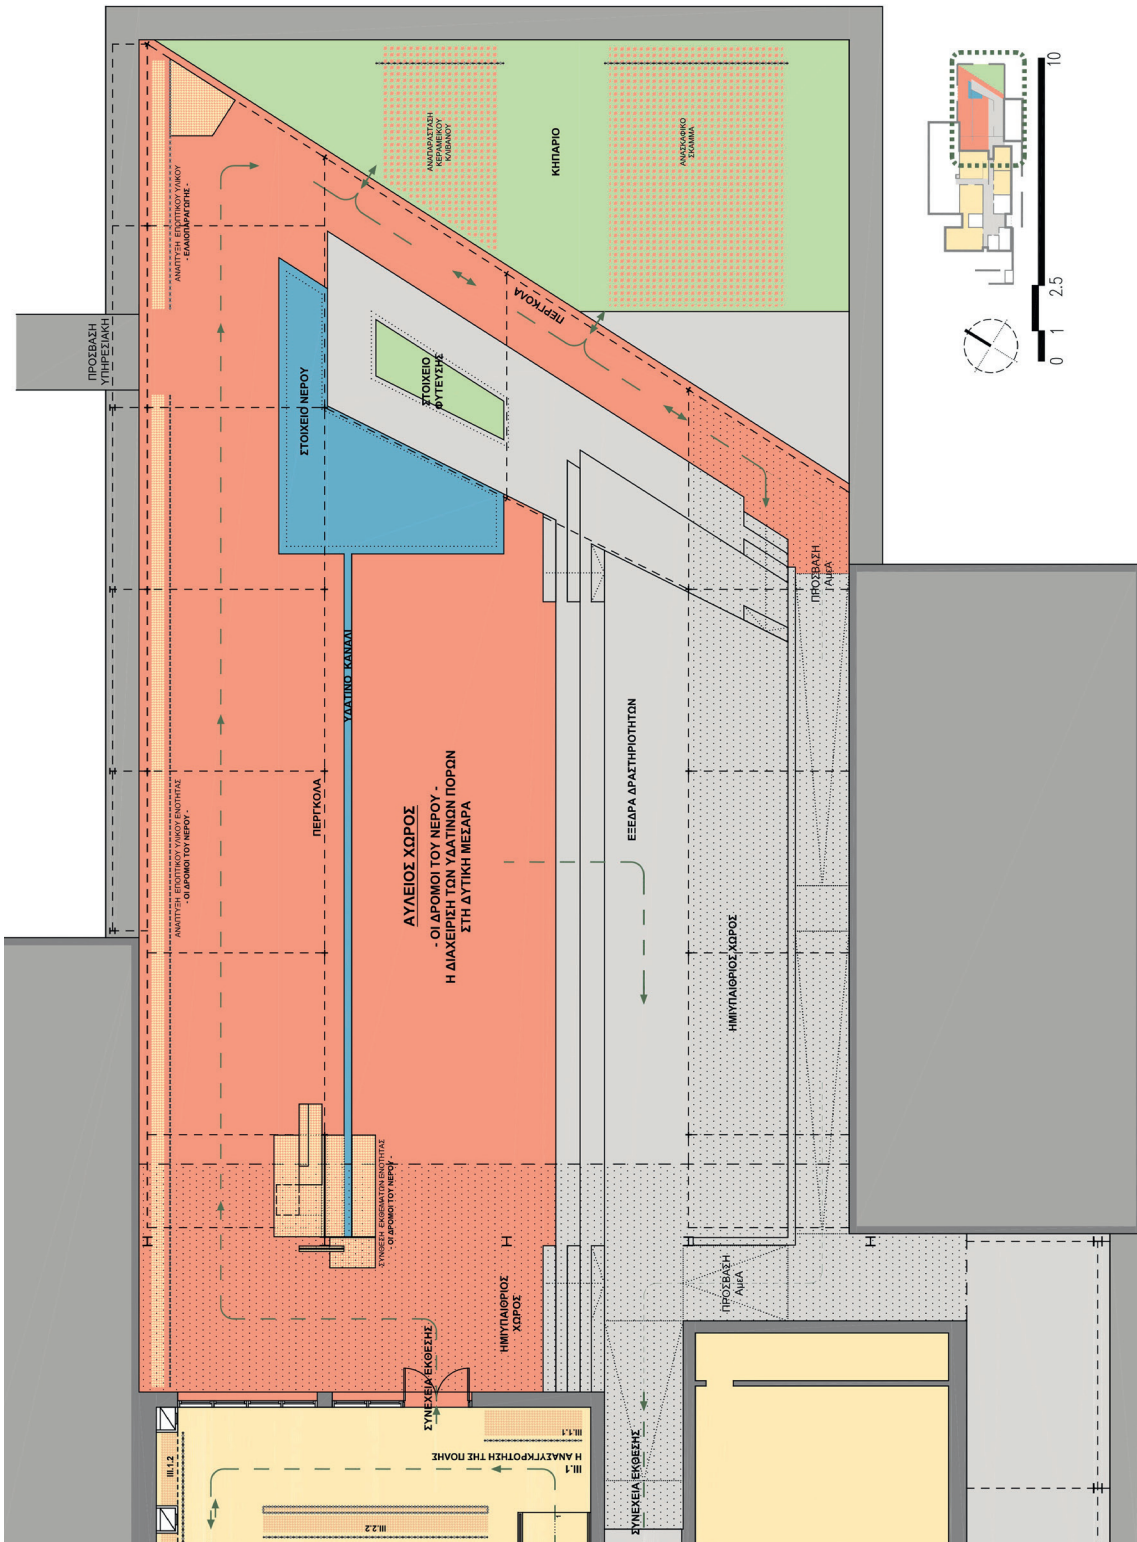 ΑΝΑΠΤΥΞΗ ΕΠΟΠΤΙΚΟΥ ΥΛΙΚΟΥ
- ΕΛΑΙΟΠΑΡΑΓΩΓΗΣ -
ΑΝΑΠΑΡΑΣΤΑΣΗ
ΚΕΡΑΜΕΙΚΟΥ
ΚΛΙΒΑΝΟΥ
ΚΗΠΑΡΙΟ
ΑΝΑΣΚΑΦΙΚΟ
ΣΚΑΜΜΑ
10
2.5
1
0
ΠΡΟΣΒΑΣΗ
ΥΠΗΡΕΣΙΑΚΗ
ΠΕΡΓΚΟΛΑ
ΣΤΟΙΧΕΙΟ ΝΕΡΟΥ
ΣΤΟΙΧΕΙΟ
ΦΥΤΕΥΣΗΣ
ΠΡΟΣΒΑΣΗ
ΑμεΑ
ΥΔΑΤΙΝΟ ΚΑΝΑΛΙ
ΠΕΡΓΚΟΛΑ
ΑΝΑΠΤΥΞΗ ΕΠΟΠΤΙΚΟΥ ΥΛΙΚΟΥ ΕΝΟΤΗΤΑΣ
- ΟΙ ΔΡΟΜΟΙ ΤΟΥ ΝΕΡΟΥ -
ΑΥΛΕΙΟΣ ΧΩΡΟΣ
- ΟΙ ΔΡΟΜΟΙ ΤΟΥ ΝΕΡΟΥ -
Η ΔΙΑΧΕΙΡΙΣΗ ΤΩΝ ΥΔΑΤΙΝΩΝ ΠΟΡΩΝ
ΣΤΗ ΔΥΤΙΚΗ ΜΕΣΑΡΑ
ΕΞΕΔΡΑ ΔΡΑΣΤΗΡΙΟΤΗΤΩΝ
ΗΜΙΥΠΑΙΘΡΙΟΣ ΧΩΡΟΣ
ΣΥΝΘΕΣΗ ΕΚΘΕΜΑΤΩΝ ΕΝΟΤΗΤΑΣ
ΟΙ ΔΡΟΜΟΙ ΤΟΥ ΝΕΡΟΥ -
ΗΜΙΥΠΑΙΘΡΙΟΣ
ΧΩΡΟΣ
ΠΡΟΣΒΑΣΗ
ΑμεΑ
ΣΥΝΕΧΕΙΑ ΕΚΘΕΣΗΣ
ΣΥΝΕΧΕΙΑ ΕΚΘΕΣΗΣ
III.1.2
III.1.1
III.1
Η ΑΝΑΣΥΓΚΡΟΤΗΣΗ ΤΗΣ ΠΟΛΗΣ
III.2.2